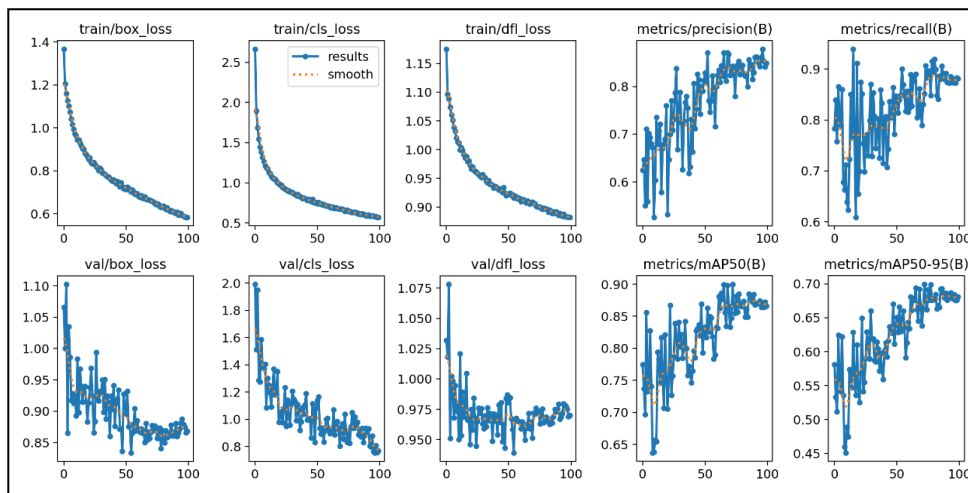 train/box_loss
train/cls_loss
train/dfl_loss
metrics/precision(B)
metrics/recall(B)
1.4
1.2
1.0
0.8
0.6
0 50 100
results
smooth
2.5
2.0
1.5
1.0
0.5
0 50 100
1.15
1.10
1.05
1.00
0.95
0.90
0 50 100
0.8
0.7
0.6
0 50 100
0.9
0.8
0.7
0.6
0 50 100
val/box_loss
val/cls_loss
val/dfl_loss
metrics/mAP50(B)
metrics/mAP50-95(B)
1.10
1.05
1.00
0.95
0.90
0.85
0 50 100
2.0
1.8
1.6
1.4
1.2
1.0
0.8
0 50 100
1.075
1.050
1.025
1.000
0.975
0.950
0 50 100
0.90
0.85
0.80
0.75
0.70
0.65
0 50 100
0.70
0.65
0.60
0.55
0.50
0.45
0 50 100